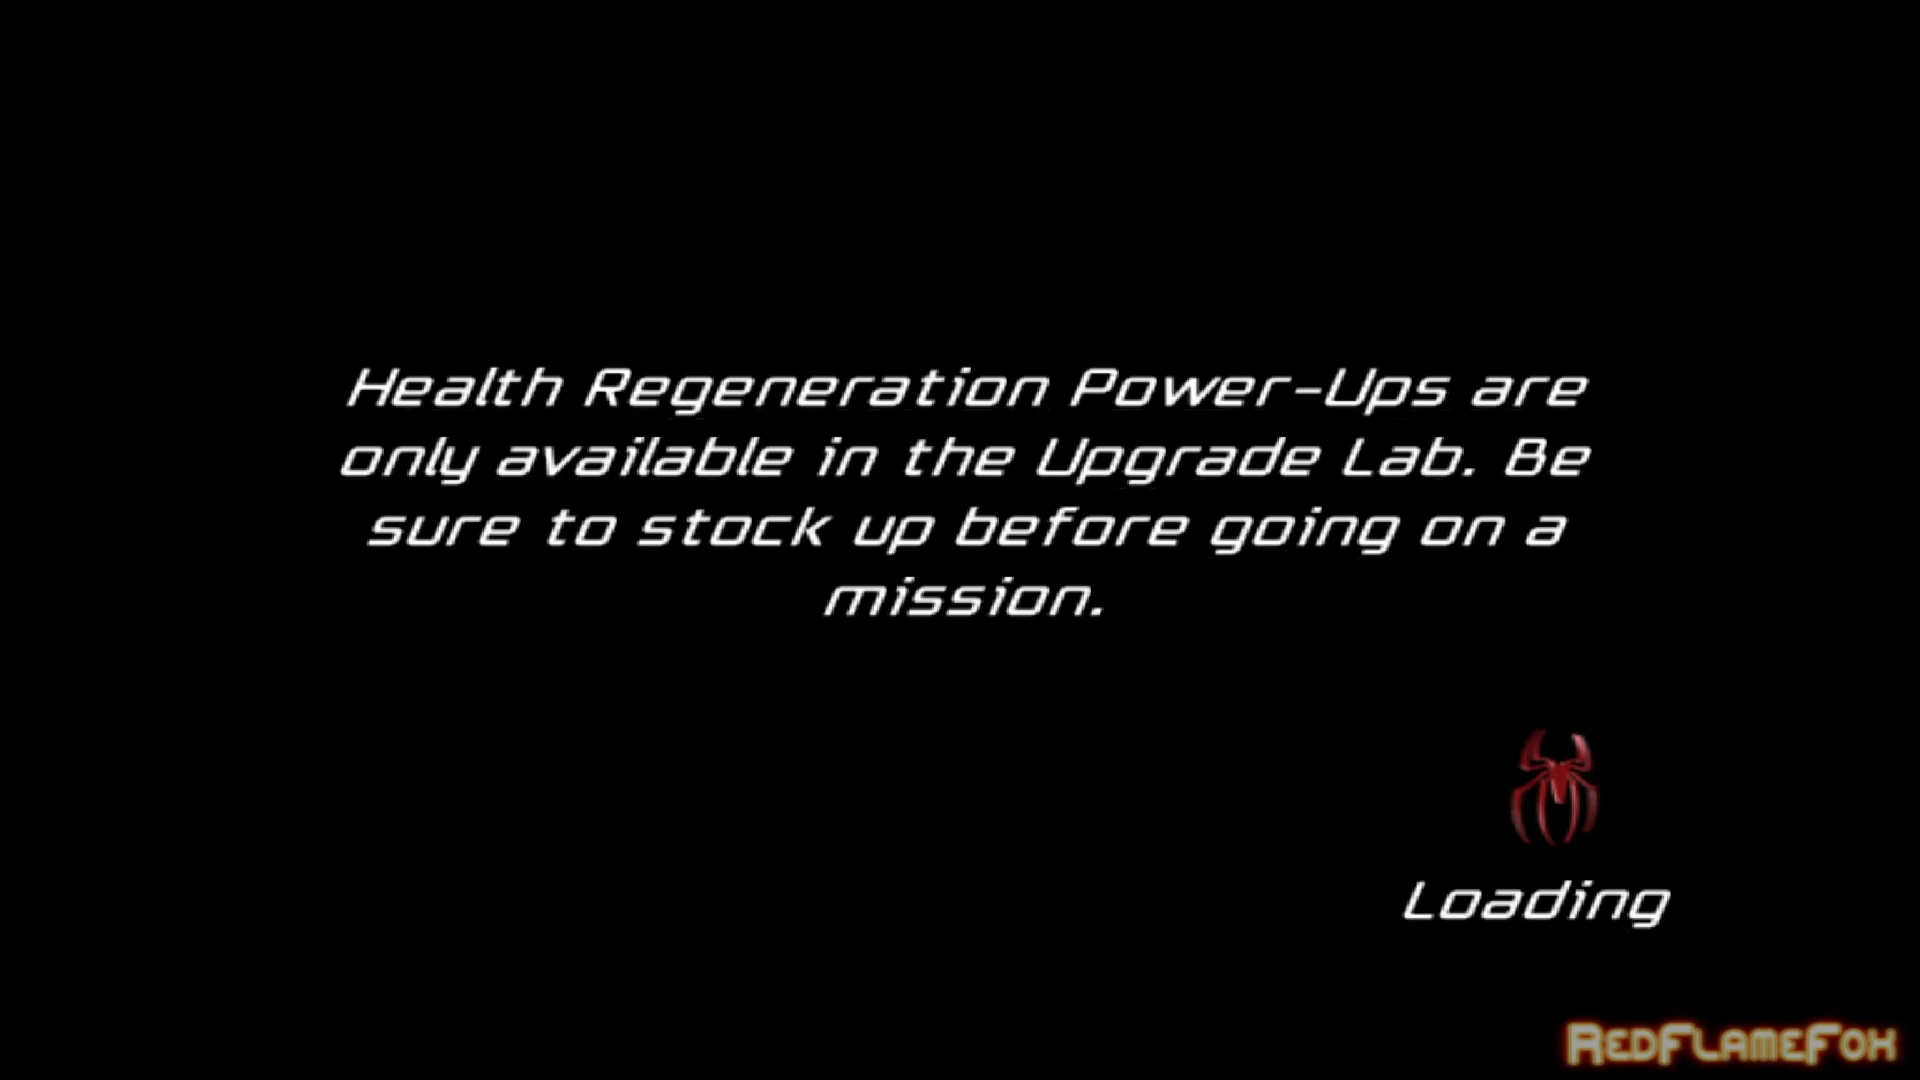 Health Regeneration Power-Ups are
only available in the Upgrade Lab. Be
sure to stock up before going on a
mission.
Loading
RedFlameFox